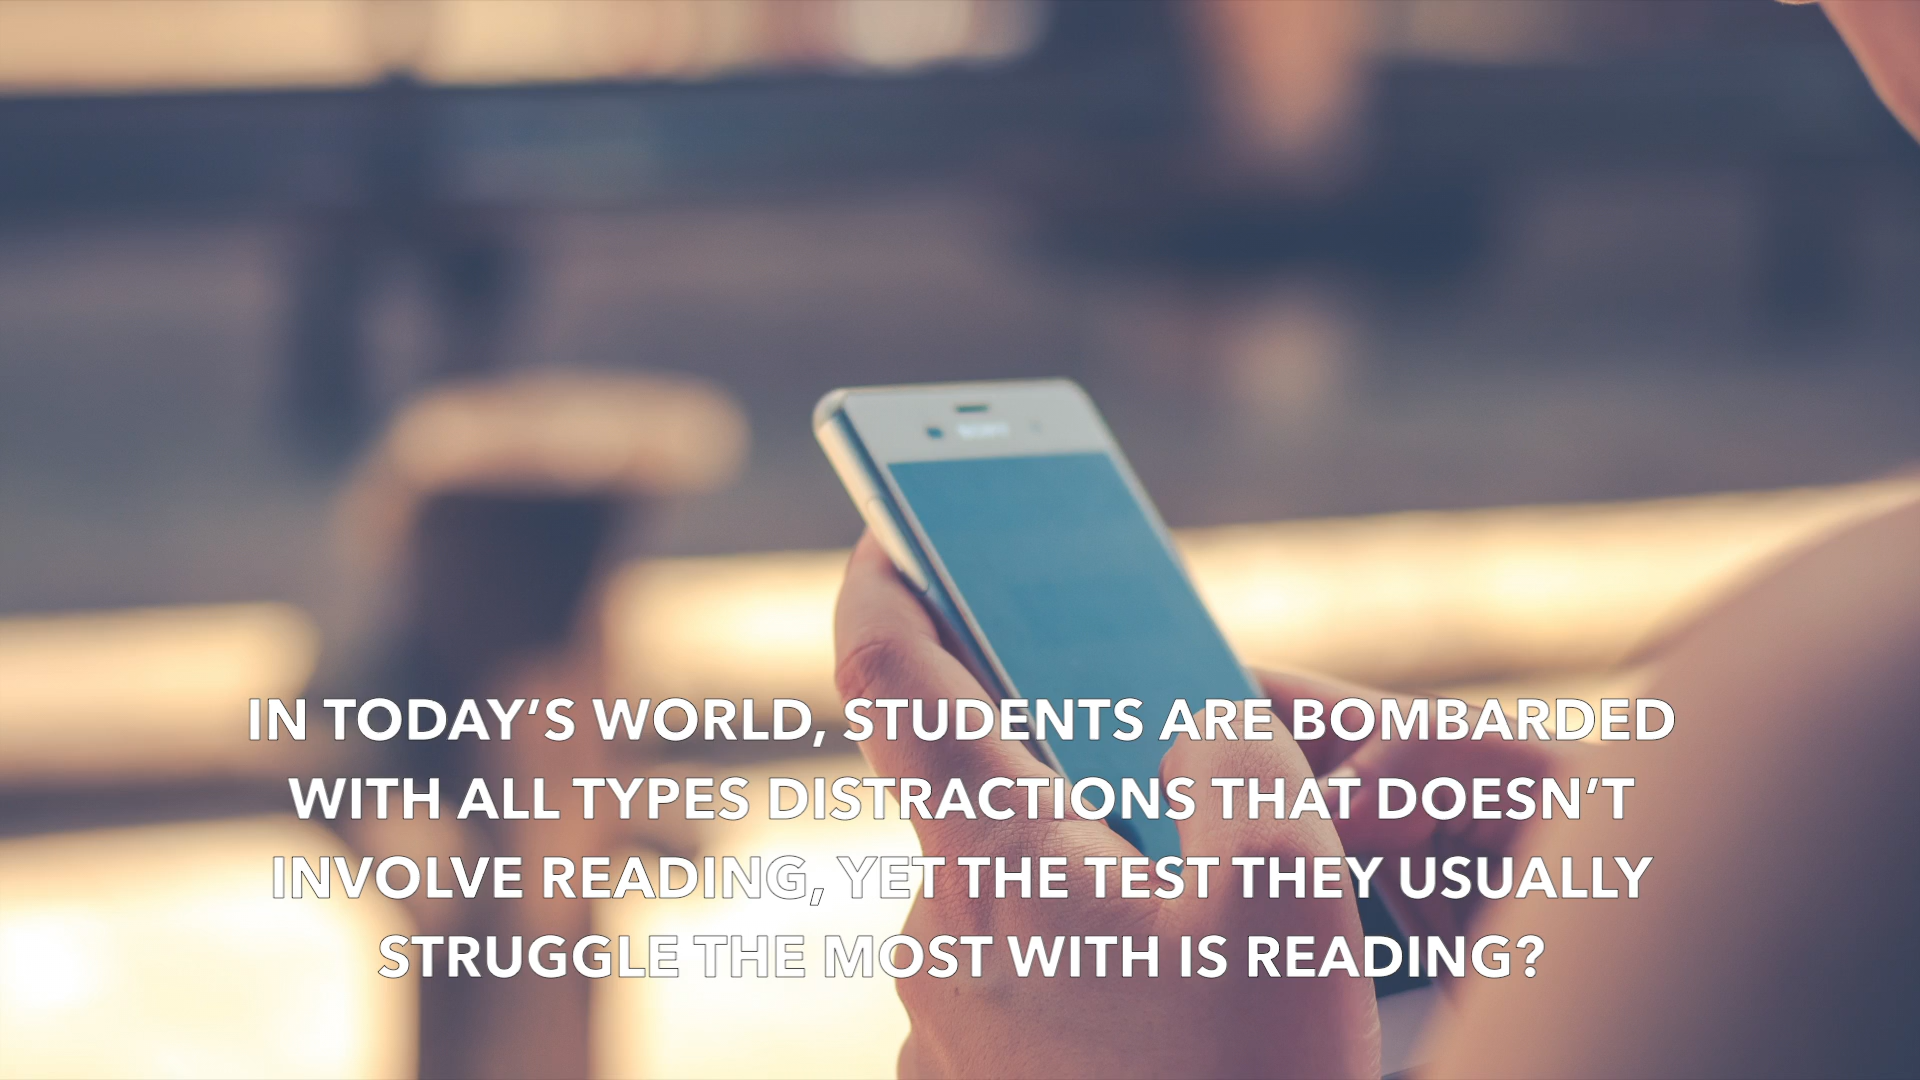 IN TODAY’S WORLD, STUDENTS ARE BOMBARDED
WITH ALL TYPES DISTRACTIONS THAT DOESN’T
INVOLVE READING, YET THE TEST THEY USUALLY
STRUGGLE THE MOST WITH IS READING?